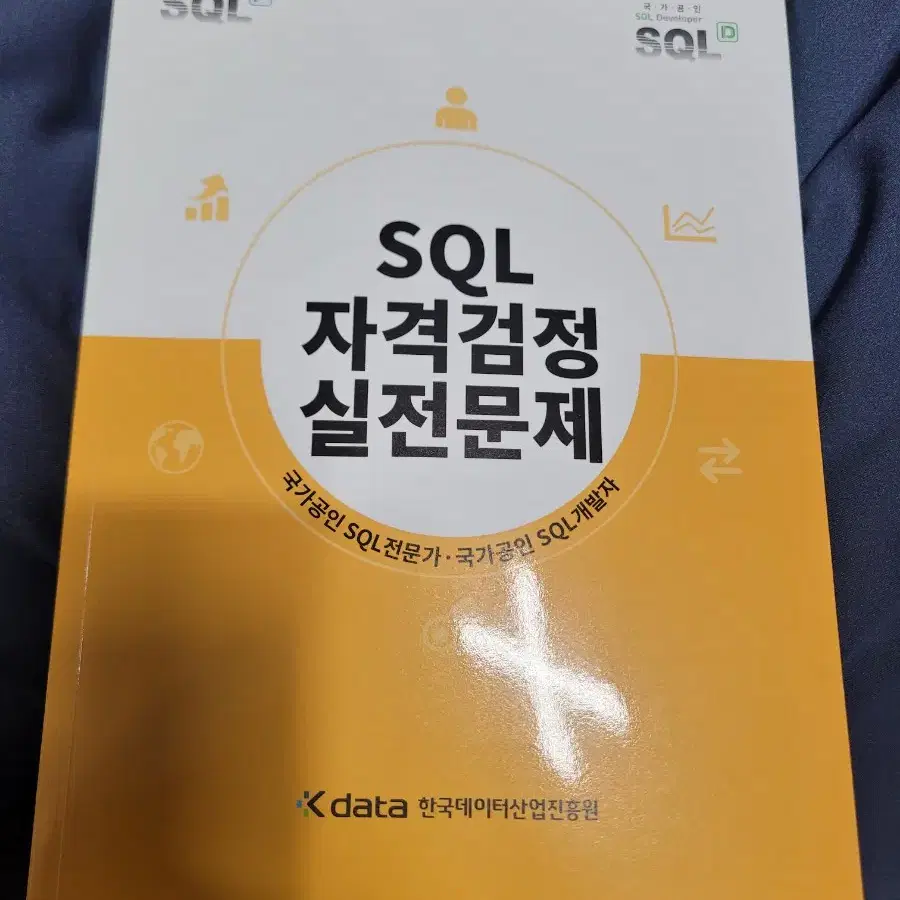 SQL
국가공인
SQL Developer
SQL D
SQL
자격검정
실전문제
국가공인 SQL전문가 · 국가공인 SQL개발자
Kdata 한국데이터산업진흥원